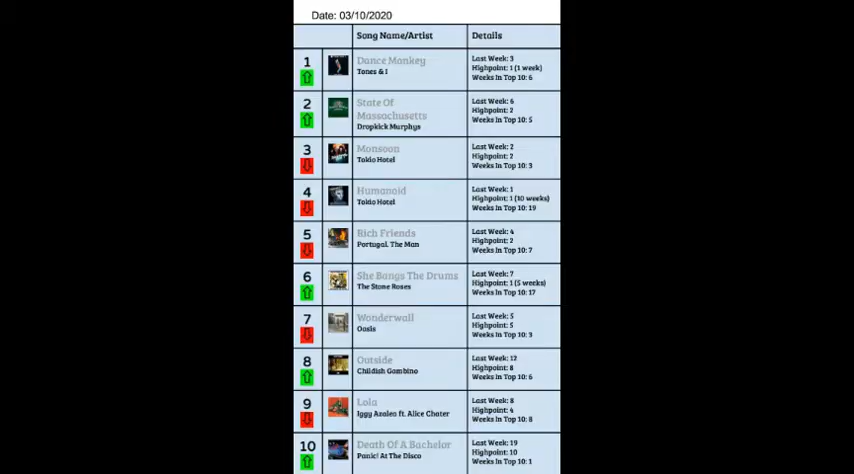 Date: 03/10/2020
Song Name/Artist
Details
1
Dance Monkey
Tones & I
Last Week: 3
Highpoint: 1 (1 week)
Weeks In Top 10: 6
2
State Of
Massachusetts
Dropkick Murphys
Last Week: 6
Highpoint: 2
Weeks In Top 10: 5
3
Monsoon
Tokio Hotel
Last Week: 2
Highpoint: 2
Weeks In Top 10: 3
4
Humanoid
Tokio Hotel
Last Week: 1
Highpoint: 1 (10 weeks)
Weeks In Top 10: 19
5
Rich Friends
Portugal. The Man
Last Week: 4
Highpoint: 2
Weeks In Top 10: 7
6
She Bangs The Drums
The Stone Roses
Last Week: 7
Highpoint: 1 (5 weeks)
Weeks In Top 10: 17
7
Wonderwall
Oasis
Last Week: 5
Highpoint: 5
Weeks In Top 10: 3
8
Outside
Childish Gambino
Last Week: 12
Highpoint: 8
Weeks In Top 10: 6
9
Lola
Iggy Azalea ft. Alice Chater
Last Week: 8
Highpoint: 4
Weeks In Top 10: 8
10
Death Of A Bachelor
Panic! At The Disco
Last Week: 19
Highpoint: 10
Weeks In Top 10: 1